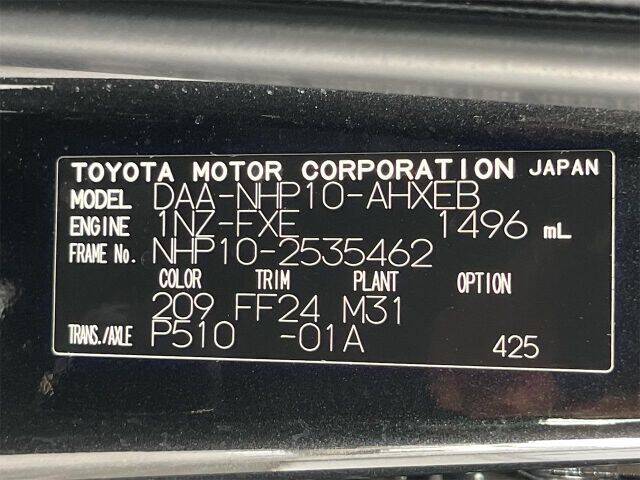 TOYOTA MOTOR CORPORATION JAPAN
MODEL DAA-NHP10-AHXEB
ENGINE 1NZ-FXE 1496 mL
FRAME No. NHP10-2535462
COLOR TRIM PLANT OPTION
209 FF24 M31
TRANS./AXLE P510 -01A 425